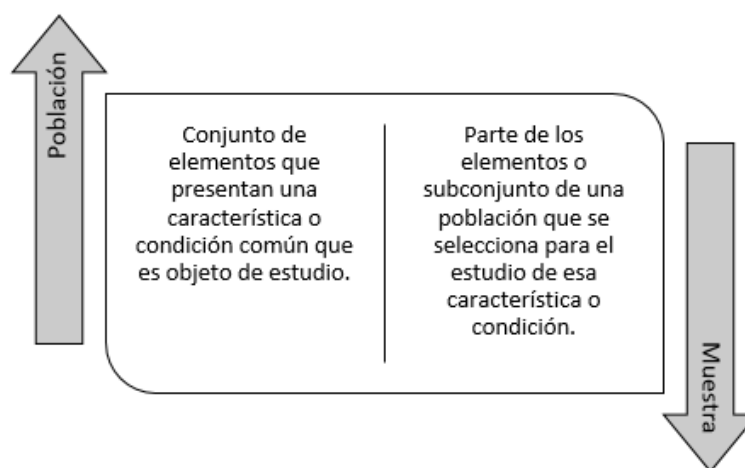 Población
Conjunto de
elementos que
presentan una
característica o
condición común que
es objeto de estudio.
Parte de los
elementos o
subconjunto de una
población que se
selecciona para el
estudio de esa
característica o
condición.
Muestra